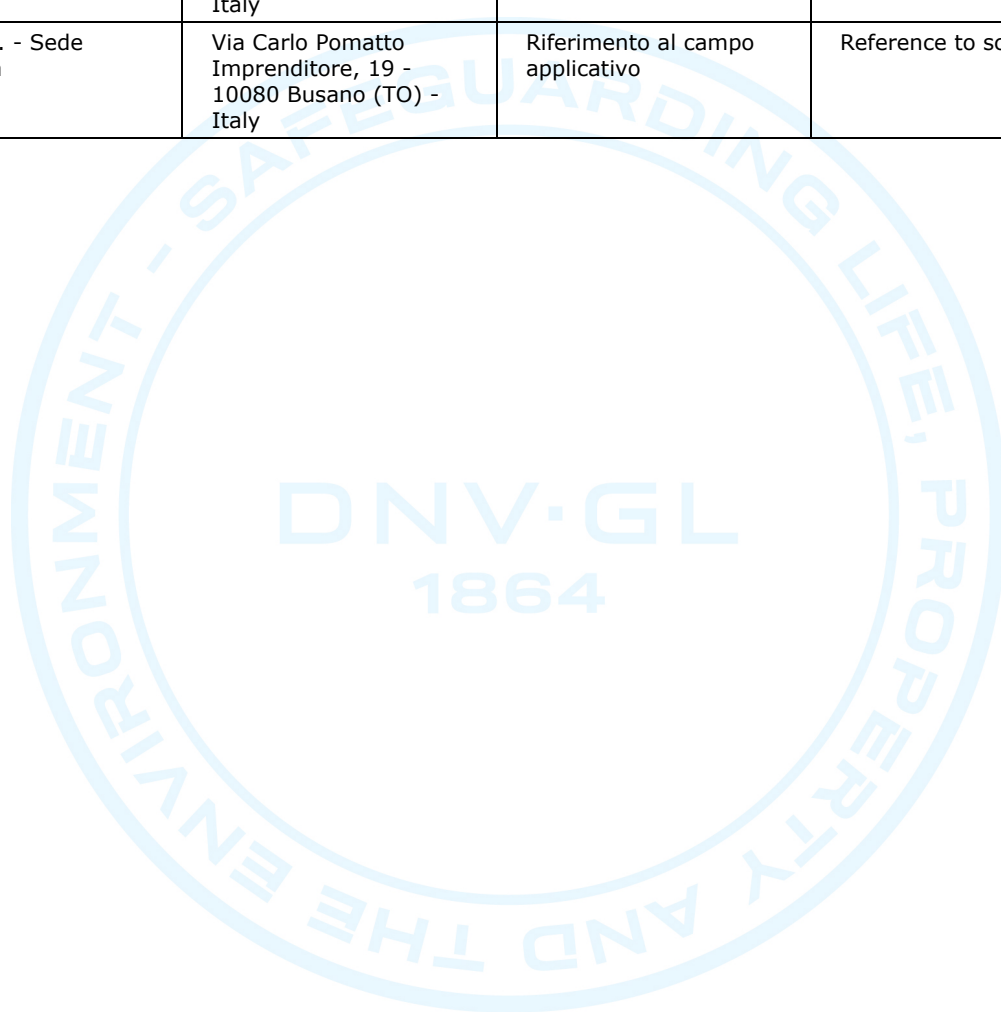 Italy
. - Sede
Via Carlo Pomatto
Imprenditore, 19 -
10080 Busano (TO) -
Italy
Riferimento al campo
applicativo
Reference to
SAFEGUARDING LIFE, PROPERTY AND THE ENVIRONMENT -
DNV·GL
1864